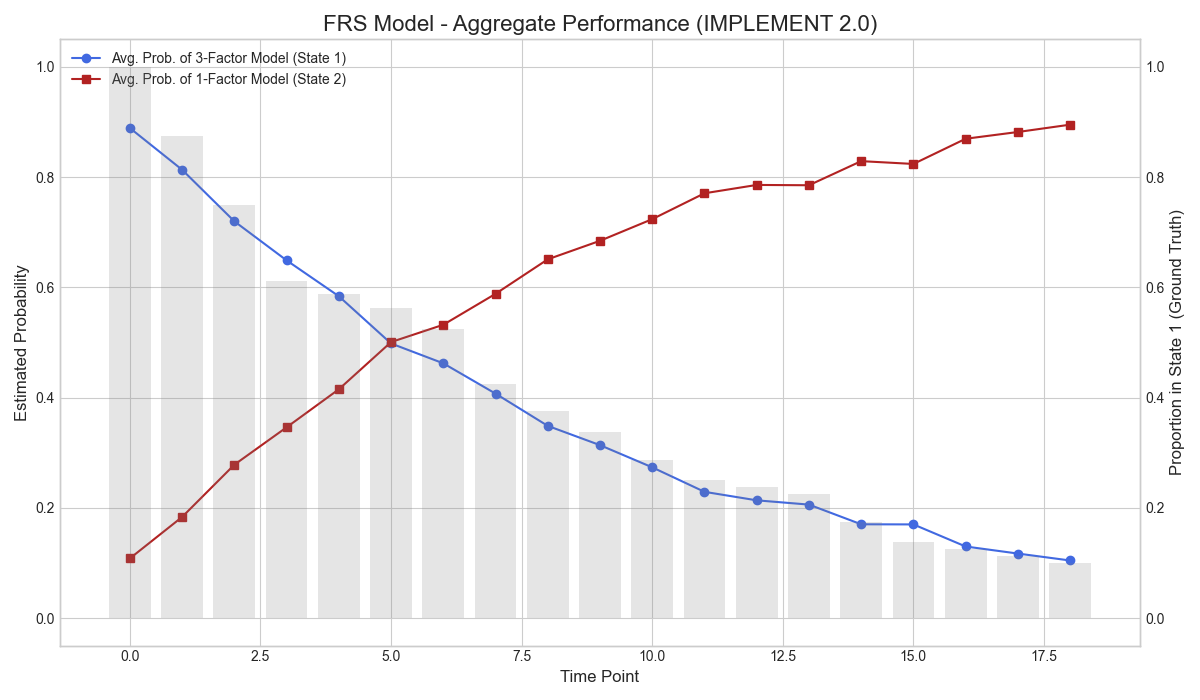 FRS Model - Aggregate Performance (IMPLEMENT 2.0)
Avg. Prob. of 3-Factor Model (State 1)
Avg. Prob. of 1-Factor Model (State 2)
Estimated Probability
1.0
0.8
0.6
0.4
0.2
0.0
1.0
0.8
0.6
0.4
0.2
0.0
Proportion in State 1 (Ground Truth)
0.0 2.5 5.0 7.5 10.0 12.5 15.0 17.5
Time Point